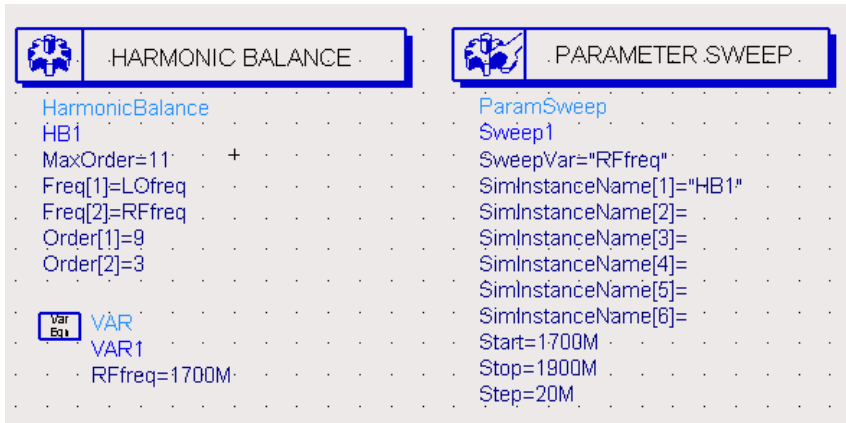 HARMONIC BALANCE
HarmonicBalance
HB1
MaxOrder=11
Freq[1]=LOfreq
Freq[2]=RFfreq
Order[1]=9
Order[2]=3
Var
Eqn
VAR
VAR1
RFfreq=1700M
PARAMETER SWEEP
ParamSweep
Sweep1
SweepVar="RFfreq"
SimInstanceName[1]="HB1"
SimInstanceName[2]=
SimInstanceName[3]=
SimInstanceName[4]=
SimInstanceName[5]=
SimInstanceName[6]=
Start=1700M
Stop=1900M
Step=20M